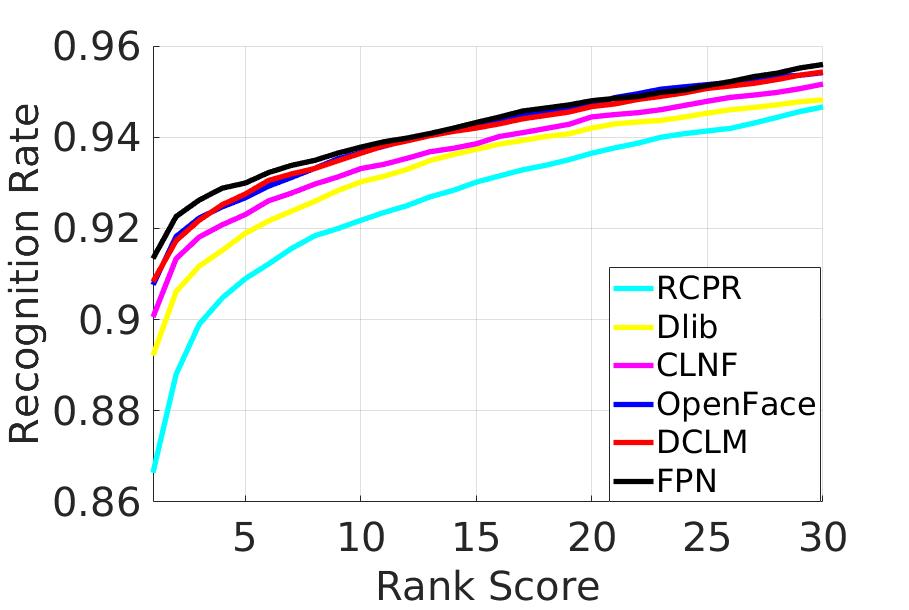 0.96
0.94
0.92
0.9
0.88
0.86
Recognition Rate
5 10 15 20 25 30
Rank Score
RCPR
Dlib
CLNF
OpenFace
DCLM
FPN